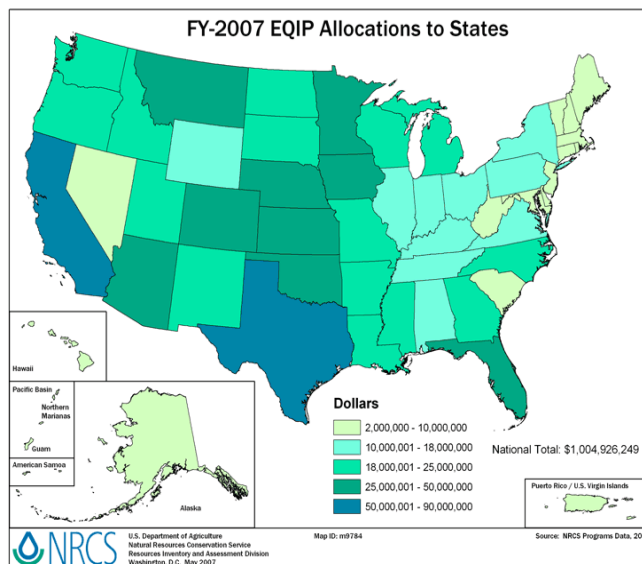 FY-2007 EQIP Allocations to States
Hawaii
Pacific Basin
Northern
Marianas
Guam
American Samoa
Alaska
Dollars
2,000,000 - 10,000,000
10,000,001 - 18,000,000
18,000,001 - 25,000,000
25,000,001 - 50,000,000
50,000,001 - 90,000,000
National Total: $1,004,926,249
Puerto Rico / U.S. Virgin Islands
NRCS
U.S. Department of Agriculture
Natural Resources Conservation Service
Resources Inventory and Assessment Division
Washington, D.C. May 2007
Map ID: m9784
Source: NRCS Programs Data, 20